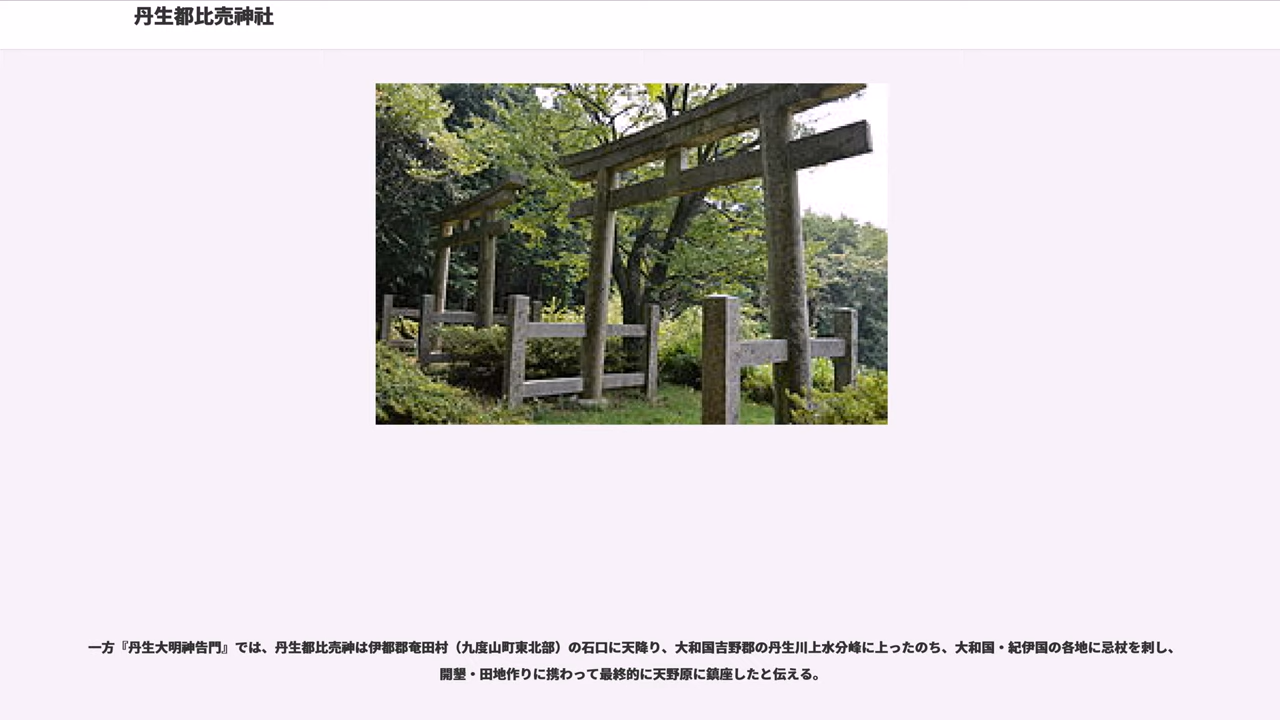 丹生都比売神社
一方『丹生大明神告門』では、丹生都比売神は伊都郡奄田村（九度山町東北部）の石口に天降り、大和国吉野郡の丹生川上水分峰に上ったのち、大和国・紀伊国の各地に忌杖を刺し、
開墾・田地作りに携わって最終的に天野原に鎮座したと伝える。